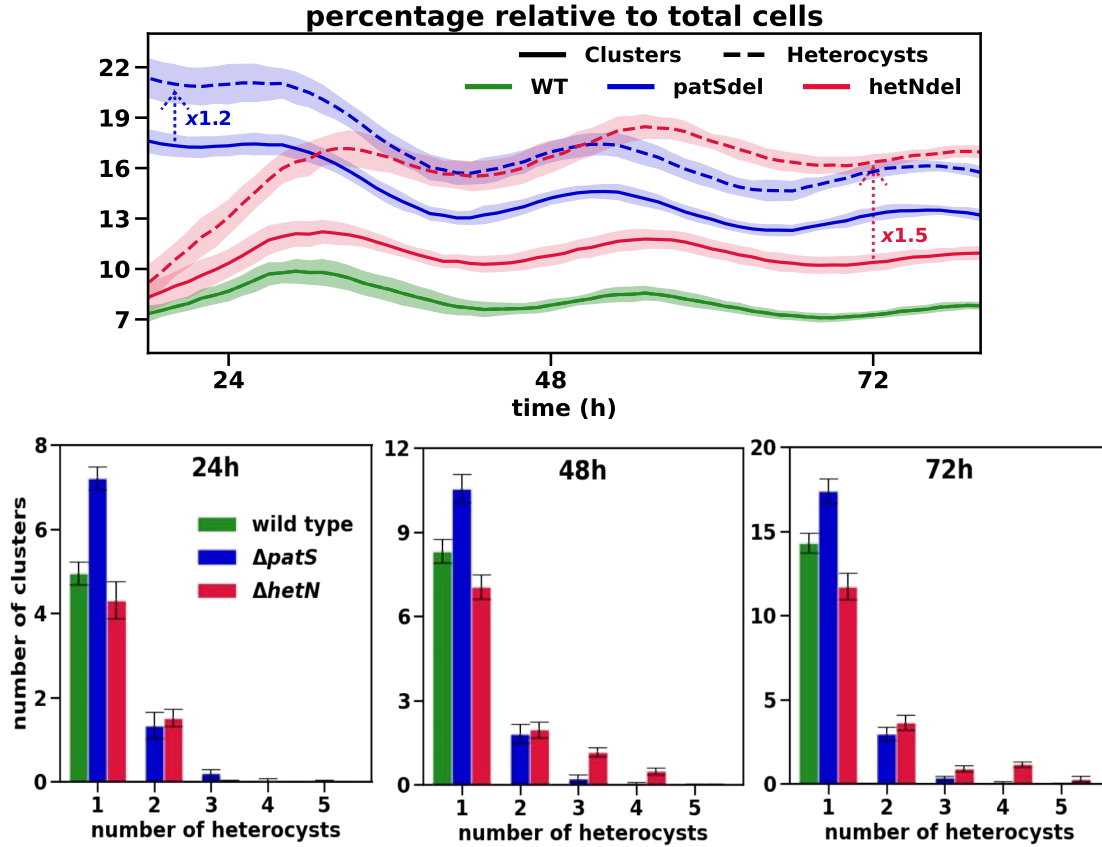 percentage relative to total cells
Clusters Heterocysts
WT patSdel hetNdel
22
19
16
13
10
7
x1.2
x1.5
24 48 72
time (h)
24h
8
6
4
2
0
number of clusters
wild type
ΔpatS
ΔhetN
1 2 3 4 5
number of heterocysts
48h
12
9
6
3
0
1 2 3 4 5
number of heterocysts
72h
20
15
10
5
0
1 2 3 4 5
number of heterocysts